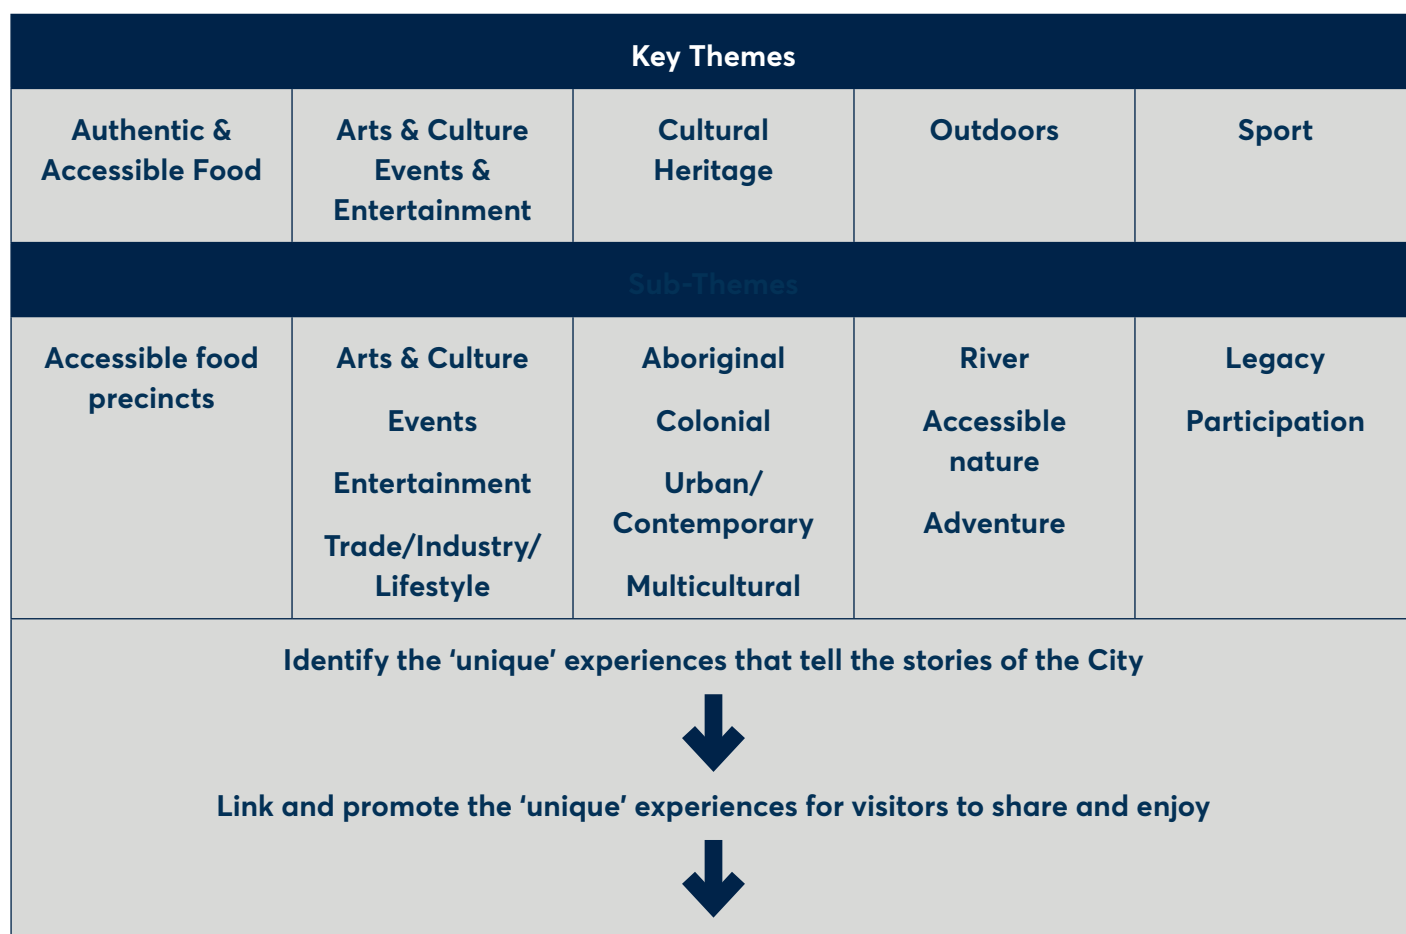 Key Themes
Authentic &
Accessible Food
Arts & Culture
Events &
Entertainment
Cultural
Heritage
Outdoors
Sport
Sub-Themes
Accessible food
precincts
Arts & Culture
Events
Entertainment
Trade/Industry/
Lifestyle
Aboriginal
Colonial
Urban/
Contemporary
Multicultural
River
Accessible
nature
Adventure
Legacy
Participation
Identify the ‘unique’ experiences that tell the stories of the City
Link and promote the ‘unique’ experiences for visitors to share and enjoy